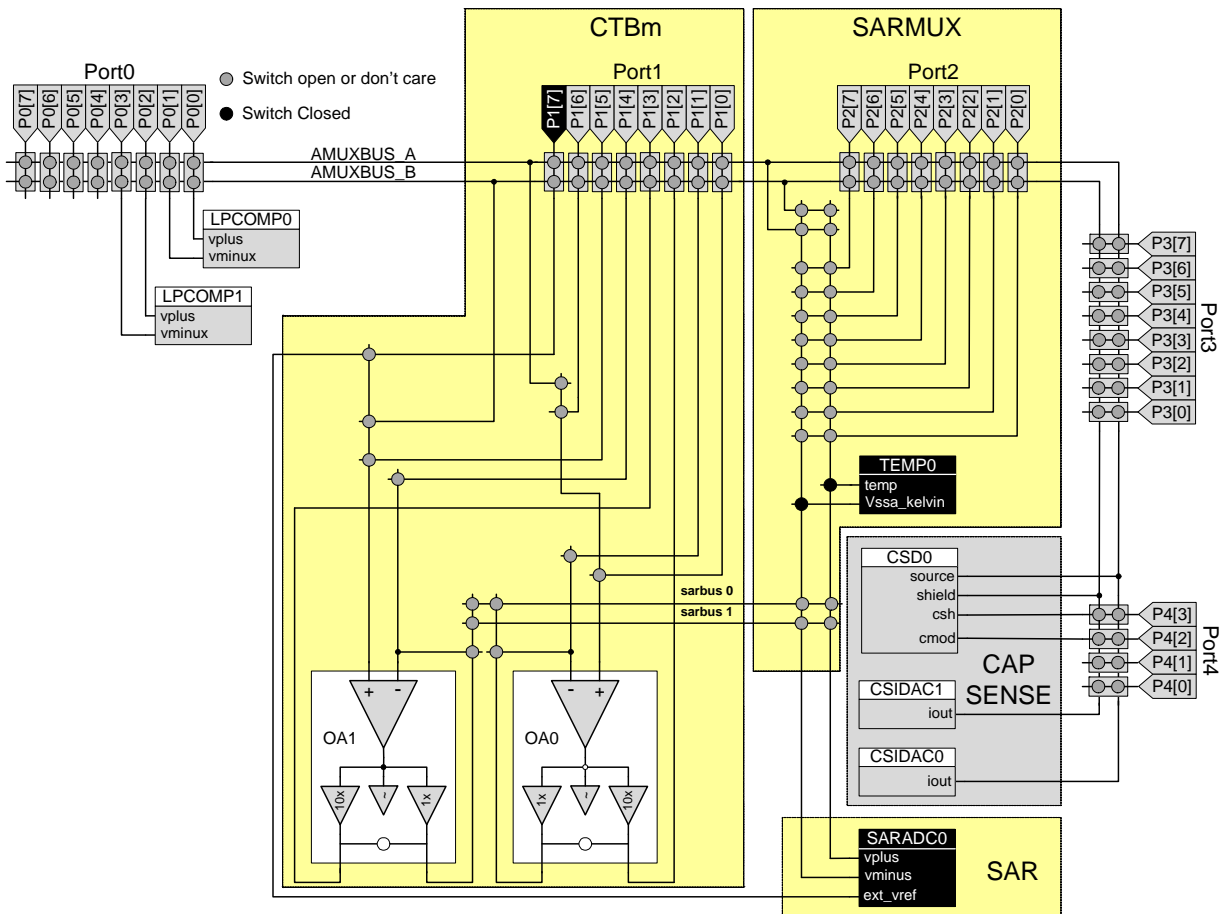 CTBm
SARMUX
Port0
Switch open or don't care
Switch Closed
Port1
Port2
P0[7]
P0[6]
P0[5]
P0[4]
P0[3]
P0[2]
P0[1]
P0[0]
P1[7]
P1[6]
P1[5]
P1[4]
P1[3]
P1[2]
P1[1]
P1[0]
P2[7]
P2[6]
P2[5]
P2[4]
P2[3]
P2[2]
P2[1]
P2[0]
AMUXBUS_A
AMUXBUS_B
LPCOMP0
vplus
vminux
LPCOMP1
vplus
vminux
P3[7]
P3[6]
P3[5]
P3[4]
P3[3]
P3[2]
P3[1]
P3[0]
Port3
TEMP0
temp
Vssa_kelvin
CSD0
source
shield
csh
cmod
sarbus 0
sarbus 1
P4[3]
P4[2]
P4[1]
P4[0]
Port4
CAP
SENSE
CSIDAC1
iout
CSIDAC0
iout
+
-
OA1
10x
~
1x
-
+
OA0
1x
~
10x
SARADC0
vplus
vminus
ext_vref
SAR